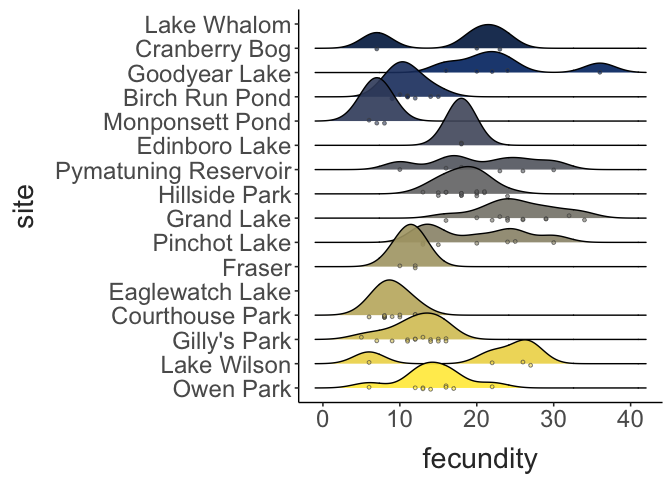 Lake Whalom
Cranberry Bog
Goodyear Lake
Birch Run Pond
Monponsett Pond
Edinboro Lake
Pymatuning Reservoir
Hillside Park
Grand Lake
Pinchot Lake
Fraser
Eaglewatch Lake
Courthouse Park
Gilly's Park
Lake Wilson
Owen Park
site
0 10 20 30 40
fecundity